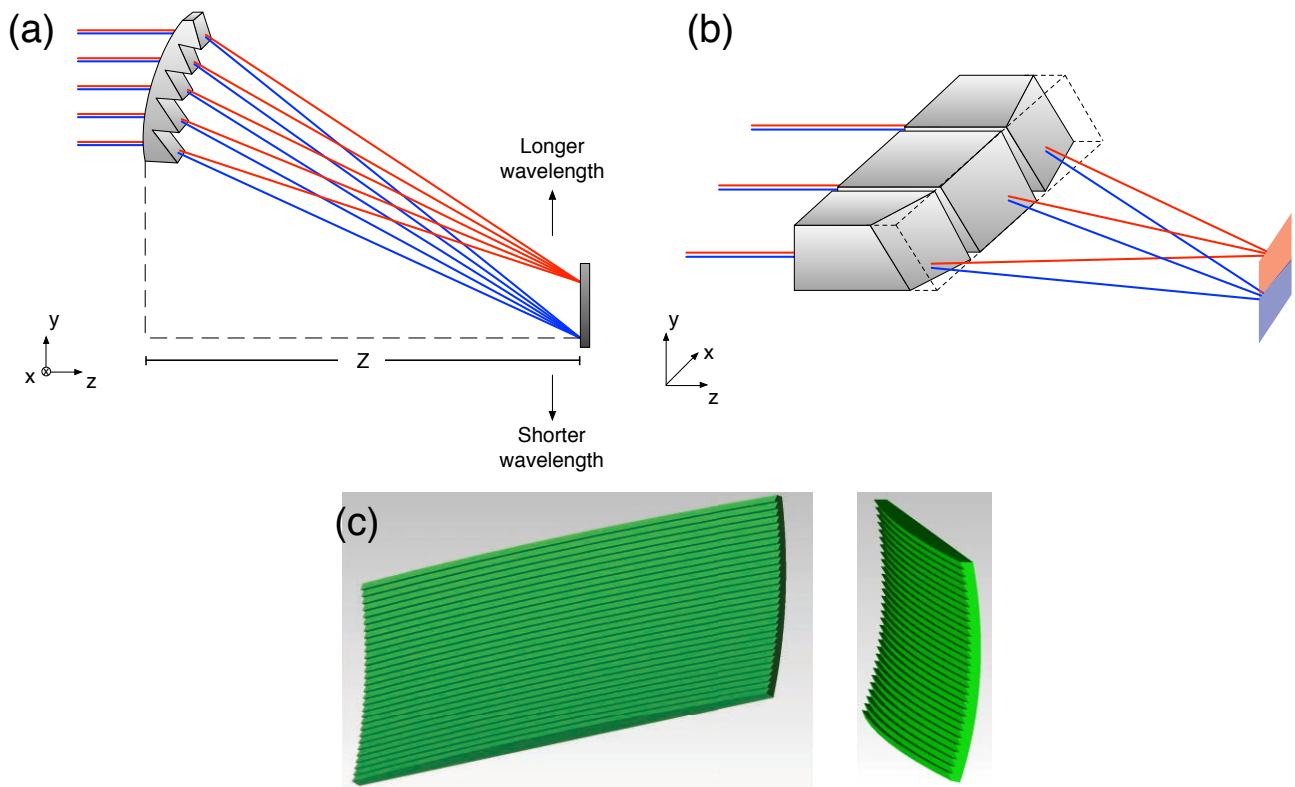 (a)
Longer
wavelength
y
x
z
Z
Shorter
wavelength
(b)
y
x
z
(c)